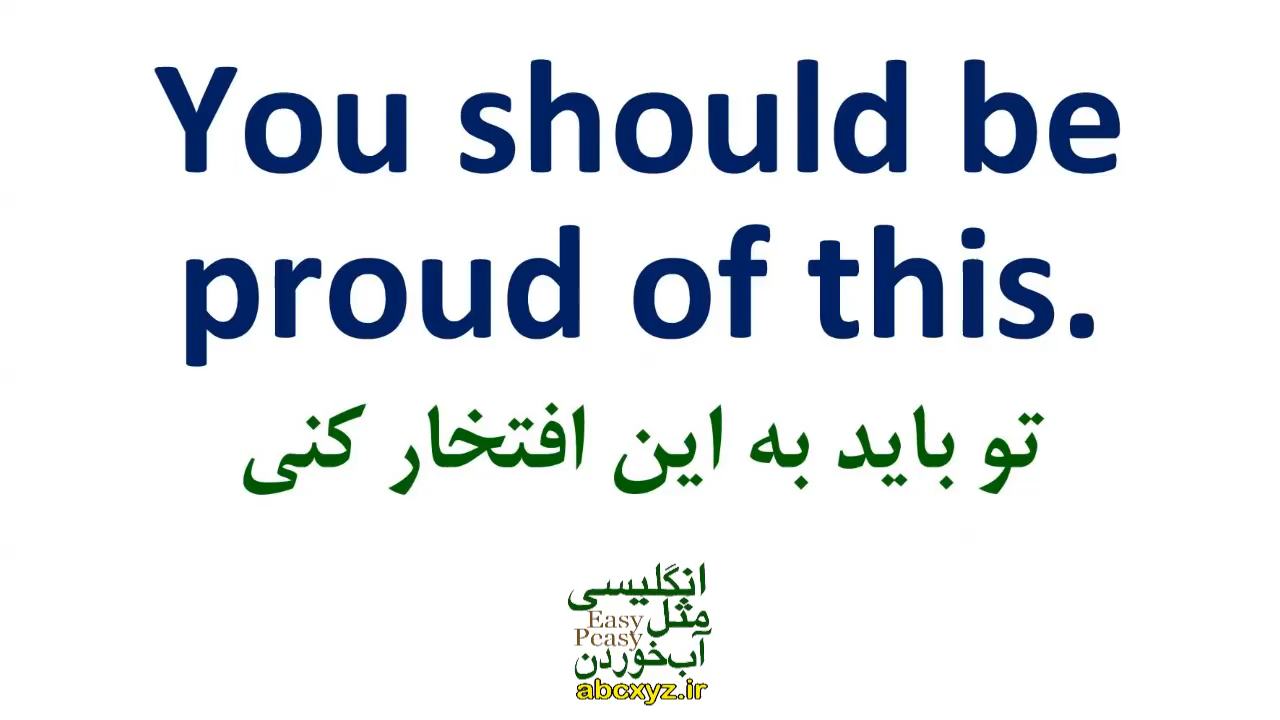 You should be
proud of this.
تو باید به این افتخار کنی
انگلیسی
مثل
Easy
Peasy
آب‌خوردن
abcxyz.ir